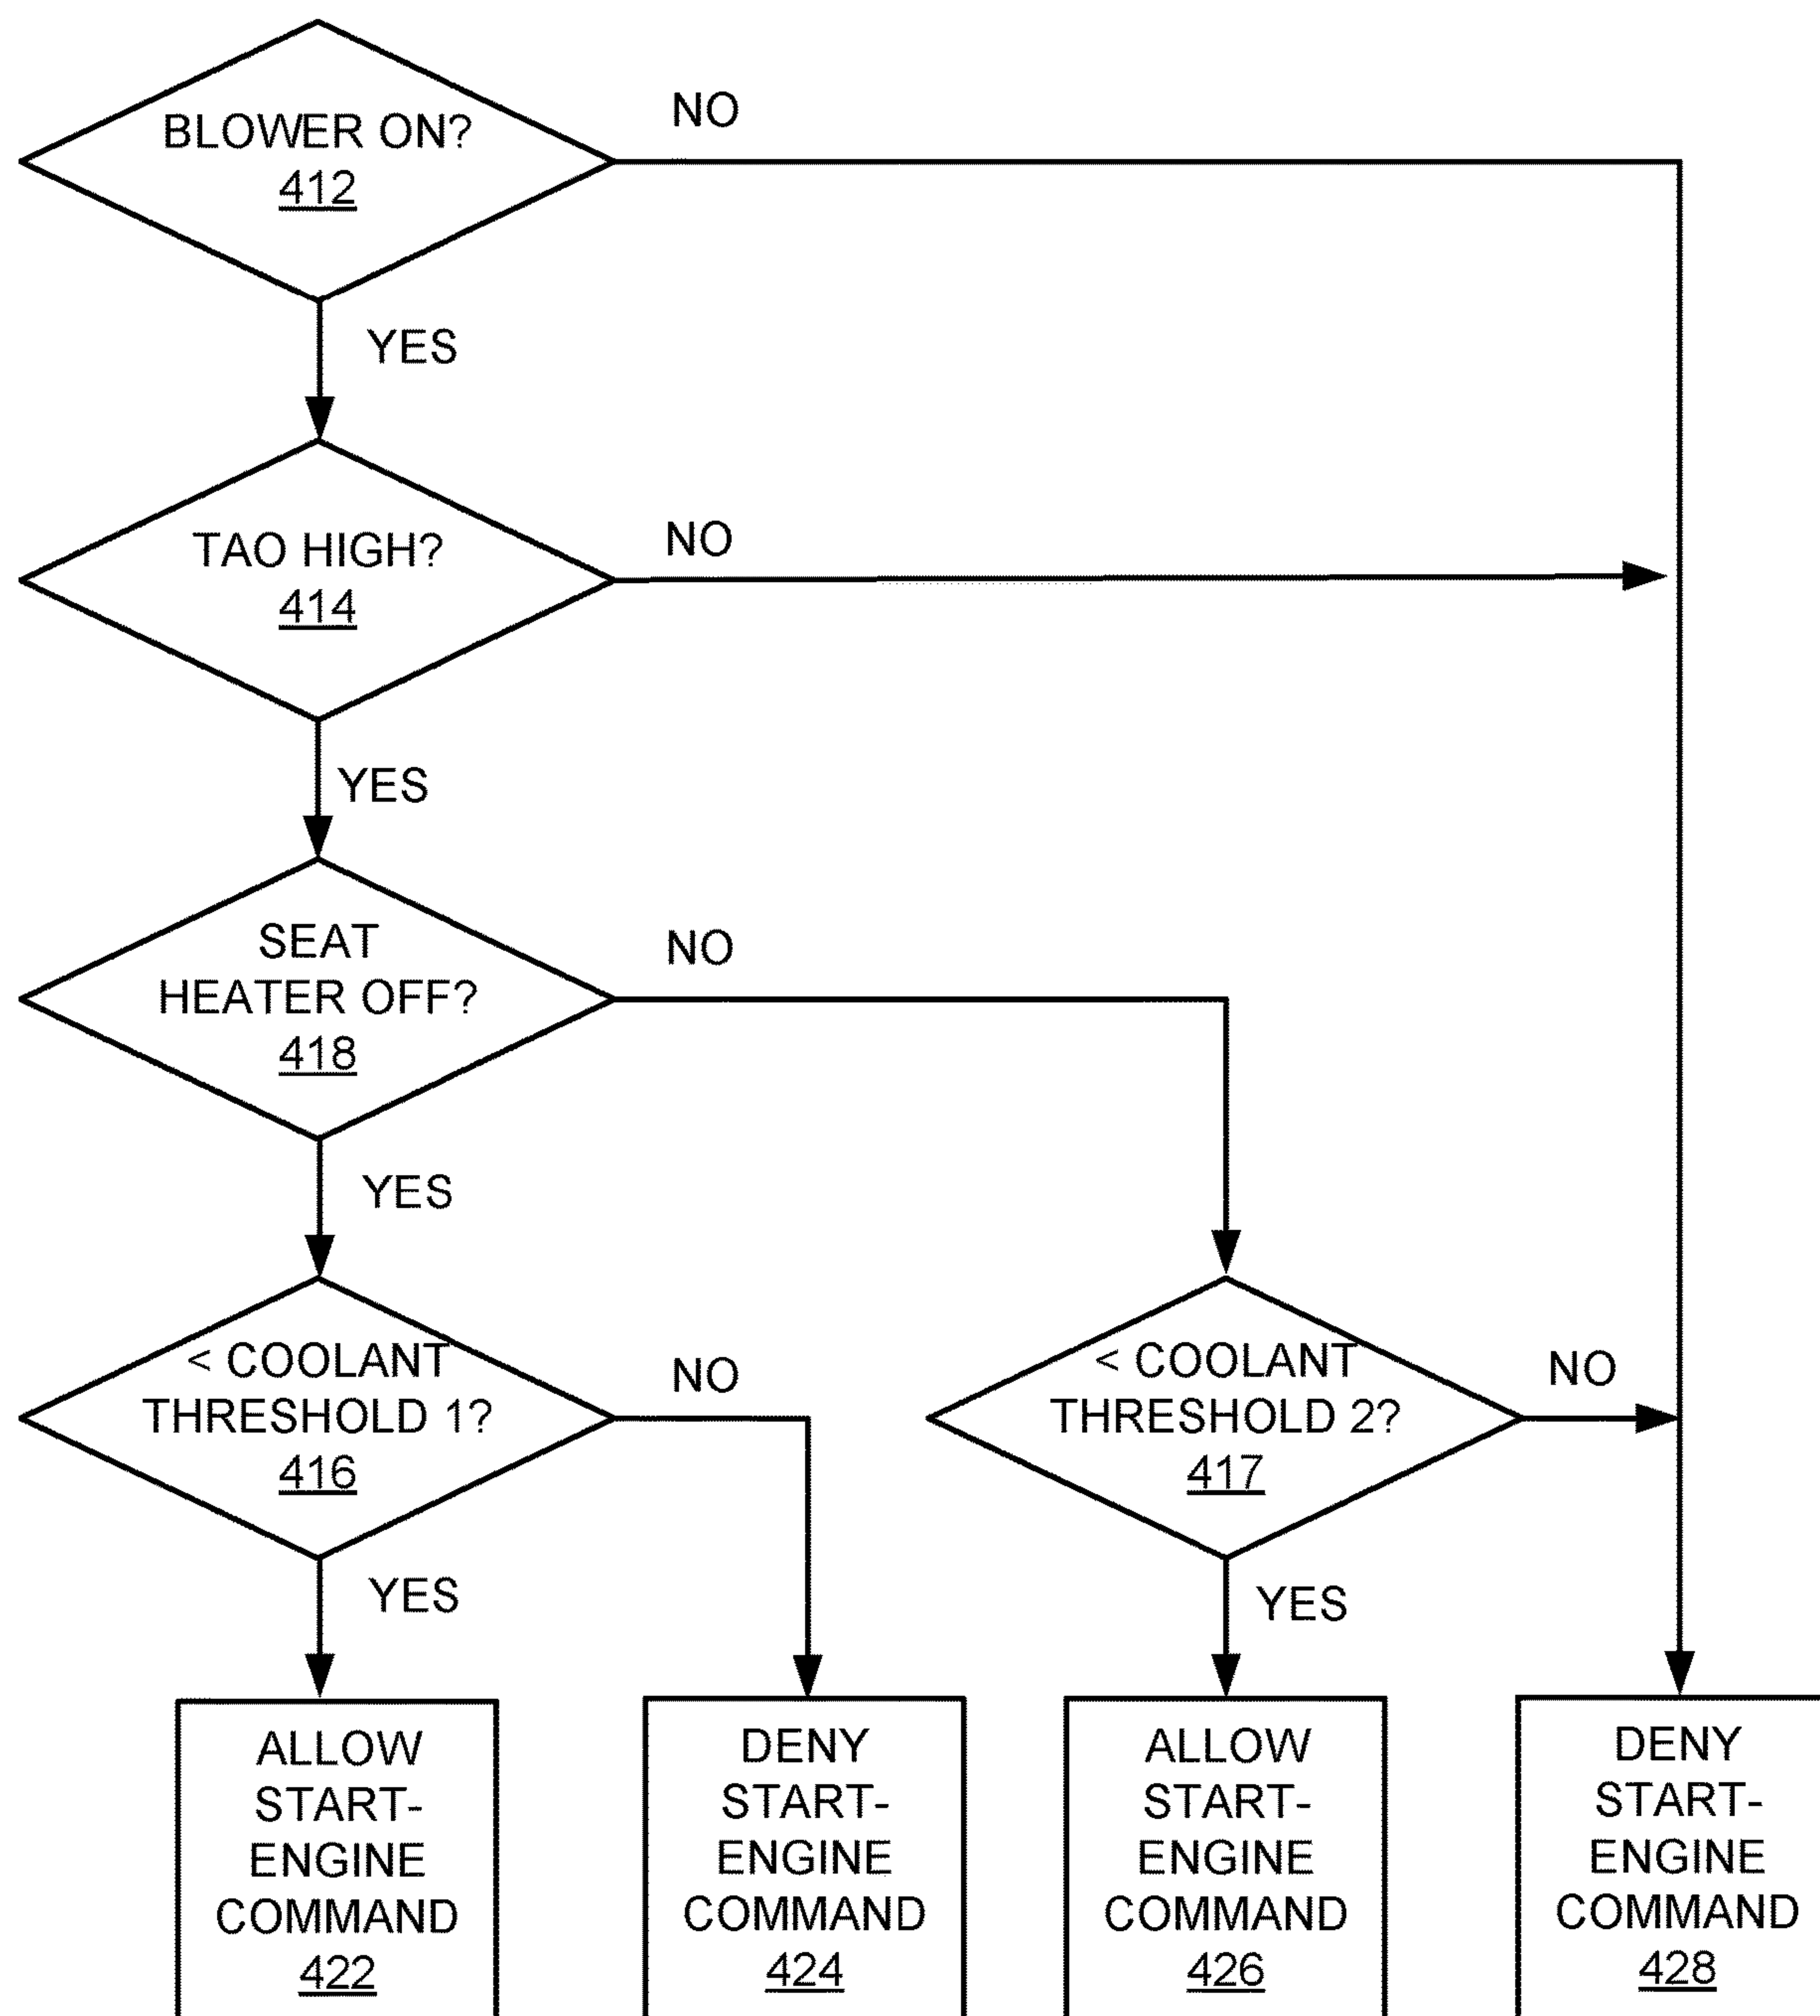 BLOWER ON?
412
NO
YES
TAO HIGH?
414
NO
YES
SEAT
HEATER OFF?
418
NO
YES
< COOLANT
THRESHOLD 1?
416
NO
< COOLANT
THRESHOLD 2?
417
NO
YES
YES
ALLOW
START-
ENGINE
COMMAND
422
DENY
START-
ENGINE
COMMAND
424
ALLOW
START-
ENGINE
COMMAND
426
DENY
START-
ENGINE
COMMAND
428